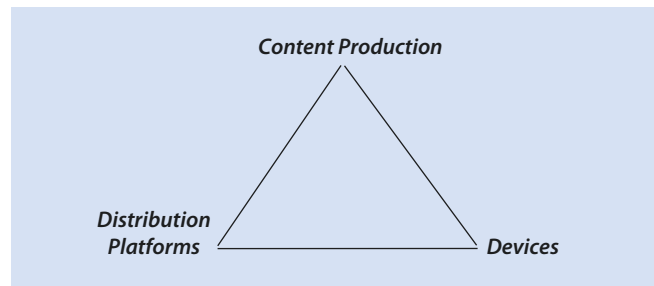 Content Production
Distribution
Platforms
Devices